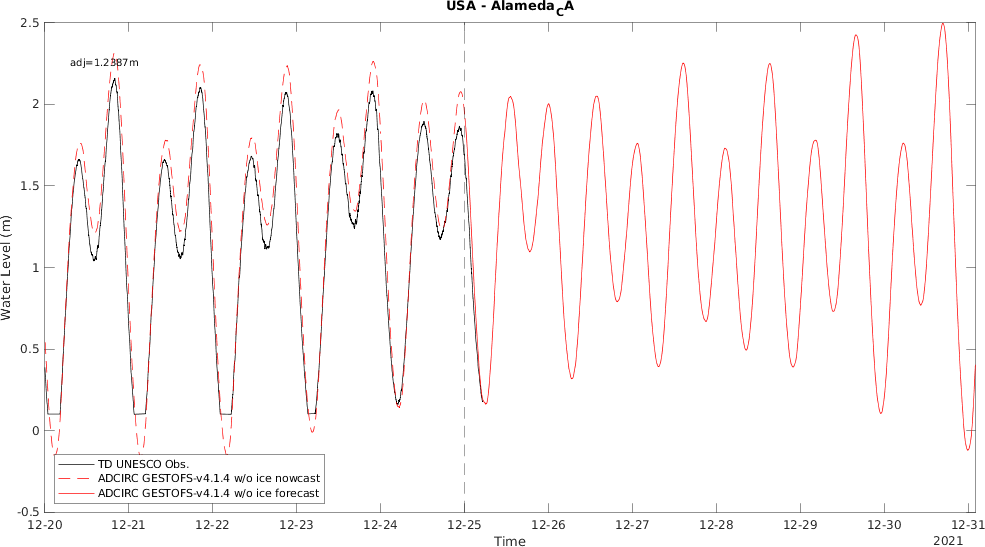 USA - Alameda_CA
2.5
adj=1.2387m
2
1.5
1
0.5
0
-0.5
Water Level (m)
TD UNESCO Obs.
ADCIRC GESTOFS-v4.1.4 w/o ice nowcast
ADCIRC GESTOFS-v4.1.4 w/o ice forecast
12-20 12-21 12-22 12-23 12-24 12-25 12-26 12-27 12-28 12-29 12-30 12-31
Time
2021